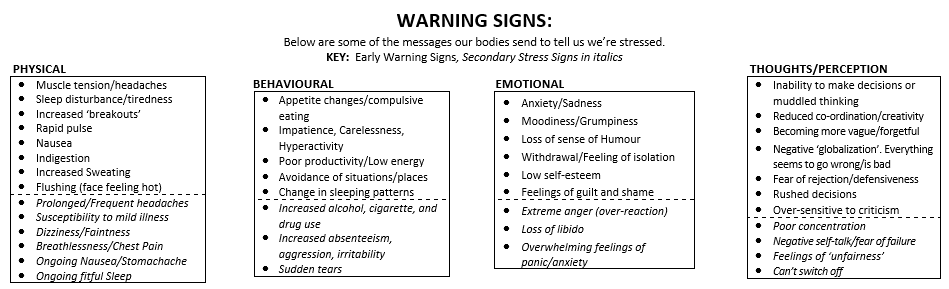 WARNING SIGNS:
Below are some of the messages our bodies send to tell us we're stressed.
KEY: Early Warning Signs, Secondary Stress Signs in italics
PHYSICAL
• Muscle tension/headaches
• Sleep disturbance/tiredness
• Increased 'breakouts'
• Rapid pulse
• Nausea
• Indigestion
• Increased Sweating
• Flushing (face feeling hot)
• Prolonged/Frequent headaches
• Susceptibility to mild illness
• Dizziness/Faintness
• Breathlessness/Chest Pain
• Ongoing Nausea/Stomachache
• Ongoing fitful Sleep
BEHAVIOURAL
• Appetite changes/compulsive
eating
• Impatience, Carelessness,
Hyperactivity
• Poor productivity/Low energy
• Avoidance of situations/places
• Change in sleeping patterns
• Increased alcohol, cigarette, and
drug use
• Increased absenteeism,
aggression, irritability
• Sudden tears
EMOTIONAL
• Anxiety/Sadness
• Moodiness/Grumpiness
• Loss of sense of Humour
• Withdrawal/Feeling of isolation
• Low self-esteem
• Feelings of guilt and shame
• Extreme anger (over-reaction)
• Loss of libido
• Overwhelming feelings of
panic/anxiety
THOUGHTS/PERCEPTION
• Inability to make decisions or
muddled thinking
• Reduced co-ordination/creativity
• Becoming more vague/forgetful
• Negative 'globalization'. Everything
seems to go wrong/is bad
• Fear of rejection/defensiveness
• Rushed decisions
• Over-sensitive to criticism
• Poor concentration
• Negative self-talk/fear of failure
• Feelings of 'unfairness'
• Can't switch off